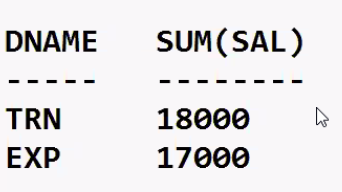 DNAME SUM(SAL)
----- --------
TRN 18000
EXP 17000